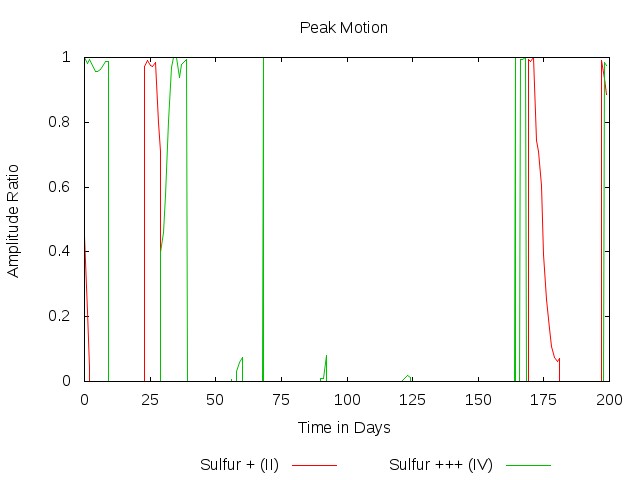 Peak Motion
1
0.8
0.6
0.4
0.2
0
Amplitude Ratio
0 25 50 75 100 125 150 175 200
Time in Days
Sulfur + (II) Sulfur +++ (IV)